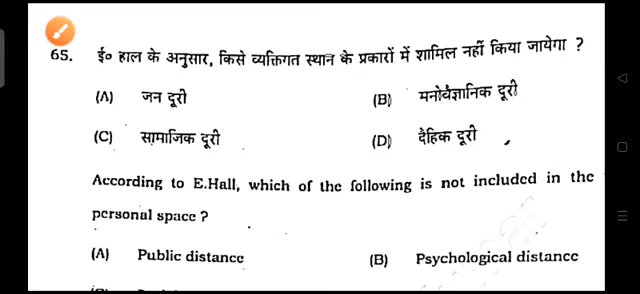 65. ई० हाल के अनुसार, किसे व्यक्तिगत स्थान के प्रकारों में शामिल नहीं किया जायेगा ?
(A) जन दूरी (B) मनोवैज्ञानिक दूरी
(C) सामाजिक दूरी (D) दैहिक दूरी
According to E.Hall, which of the following is not included in the
personal space ?
(A) Public distance (B) Psychological distance